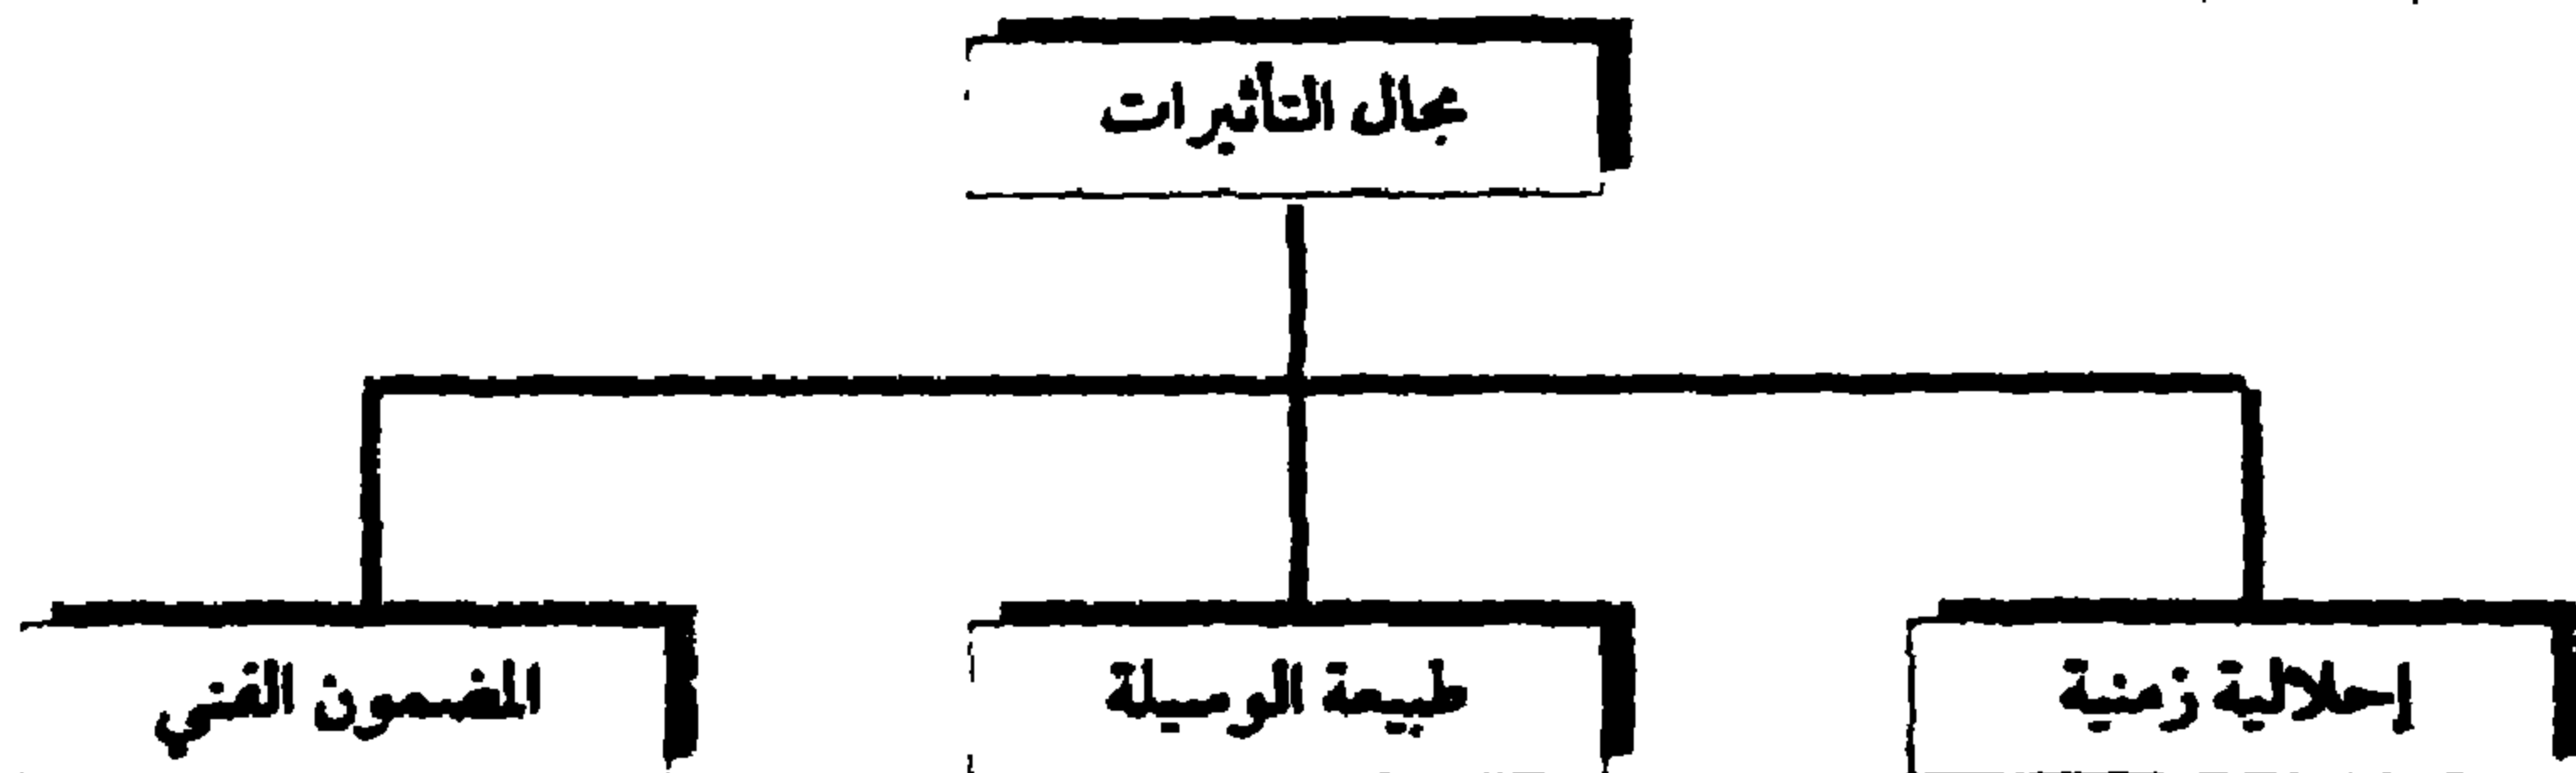 مجال التأثيرات
إحلالية زمنية
طبيعة الوسيلة
المضمون الفني